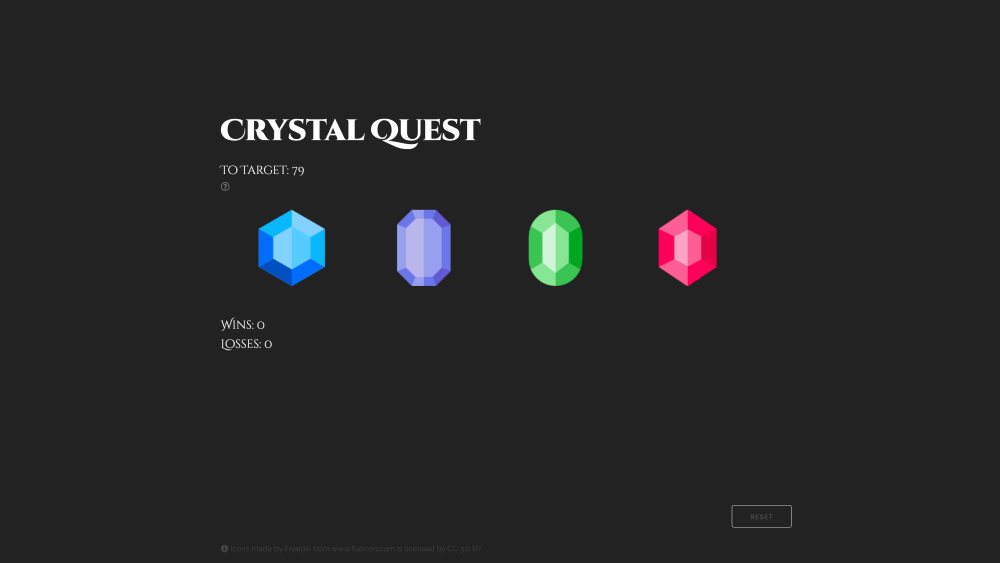 Crystal Quest
To Target: 79
Wins: 0
Losses: 0
RESET
Icons made by Freepik from www.flaticon.com is licensed by CC 3.0 BY